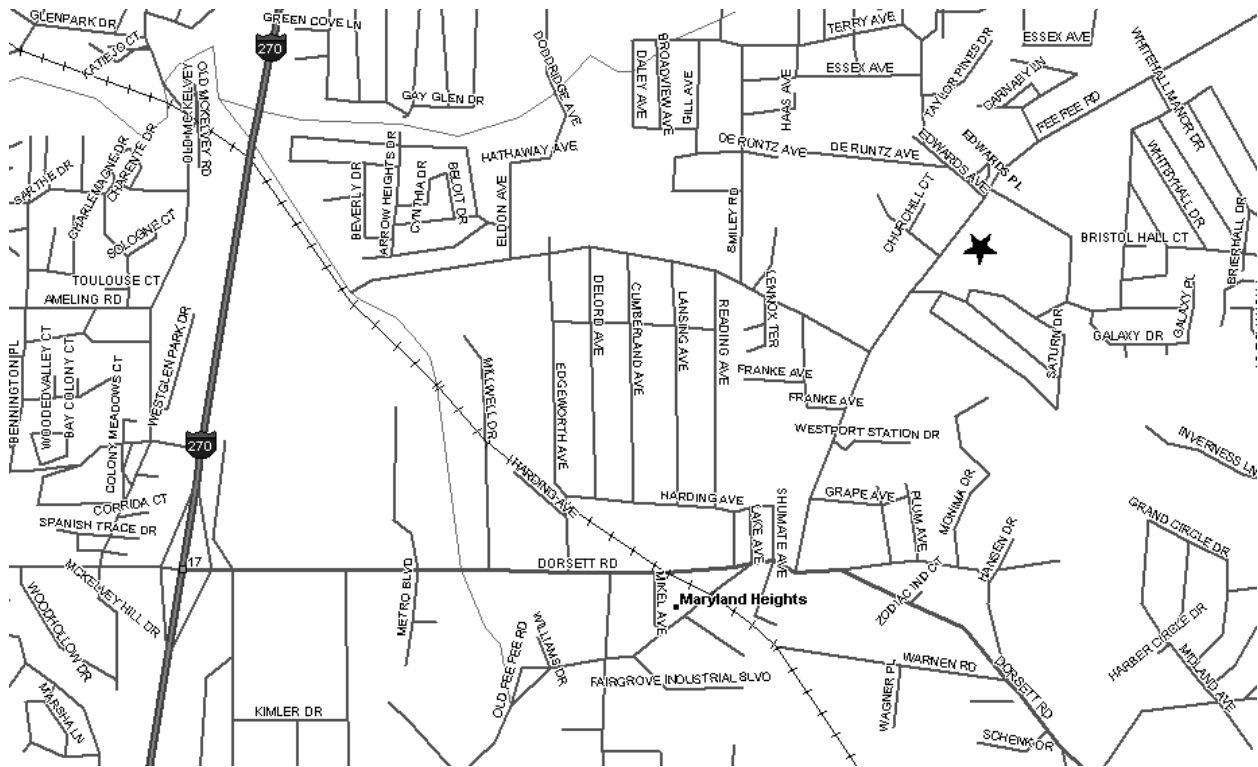 GLENPARK DR
GREEN COVE LN
270
KATIEJO CT
OLD MCKELVEY
OLD MCKELVEY RD
GAY GLEN DR
DODDRIDGE AVE
BROADVIEW AVE
DALEY AVE
GILL AVE
TERRY AVE
ESSEX AVE
HAAS AVE
TAYLOR PINES DR
ESSEX AVE
DARNABY LN
FEE FEE RD
WHITEHALL MANOR DR
SARTHE DR
CHARLEMAGNE DR
CHARENTE DR
SOLOGNE CT
TOULOUSE CT
AMELING RD
BEVERLY DR
ARROW HEIGHTS DR
CYNTHIA DR
BELOIT DR
HATHAWAY AVE
ELDON AVE
DE RUNTZ AVE
DE RUNTZ AVE
EDWARDS AVE
EDWARDS PL
SMILEY RD
CHURCHILL CT
WHITBYHALL DR
BRISTOL HALL CT
BRIERHALL DR
GALAXY PL
GALAXY DR
SATURN DR
LENNOX TER
DELORD AVE
CUMBERLAND AVE
LANSING AVE
READING AVE
FRANKE AVE
FRANKE AVE
WESTPORT STATION DR
BENNINGTON PL
WOODEDVALLEY CT
BAY COLONY CT
COLONY MEADOWS CT
WESTGLEN PARK DR
270
MILLWELL DR
EDGEWORTH AVE
HARDING AVE
HARDING AVE
LAKE AVE
SHUMATE AVE
GRAPE AVE
PLUM AVE
MONIMA DR
HANSEN DR
INVERNESS LN
GRAND CIRCLE DR
CORRIDA CT
SPANISH TRACE DR
17
MCKELVEY HILL DR
WOODHOLLOW DR
MARSHA LN
METRO BLVD
DORSETT RD
MIKEL AVE
Maryland Heights
ZODIAC IND CT
HARBER CIRCLE DR
MIDLAND AVE
OLD FEE FEE RD
WILLIAMS DR
FAIRGROVE INDUSTRIAL BLVD
WARNEN RD
WAGNER PL
DORSETT RD
SCHENK DR
KIMLER DR